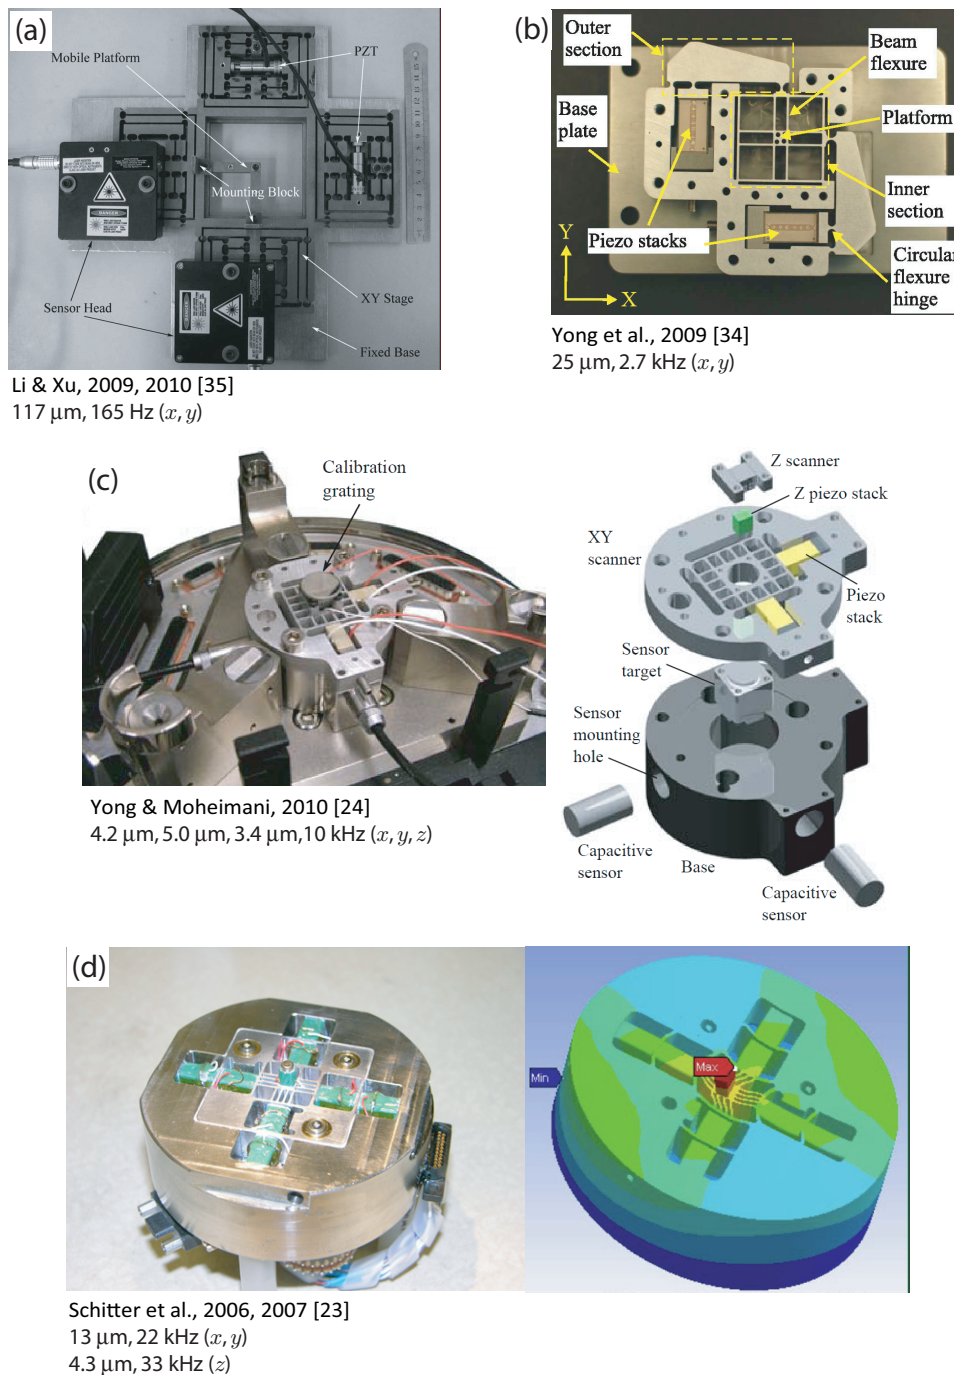 (a)
Mobile Platform
PZT
Mounting Block
Sensor Head
XY Stage
Fixed Base
DANGER
Li & Xu, 2009, 2010 [35]
117 μm, 165 Hz (x, y)
(b)
Outer
section
Beam
flexure
Base
plate
Platform
Inner
section
Piezo stacks
Circular
flexure
hinge
Y
X
Yong et al., 2009 [34]
25 μm, 2.7 kHz (x, y)
(c)
Calibration
grating
Z scanner
Z piezo stack
XY
scanner
Piezo
stack
Sensor
target
Sensor
mounting
hole
Capacitive
sensor
Base
Capacitive
sensor
Yong & Moheimani, 2010 [24]
4.2 μm, 5.0 μm, 3.4 μm,10 kHz (x, y, z)
(d)
Min
Max
Schitter et al., 2006, 2007 [23]
13 μm, 22 kHz (x, y)
4.3 μm, 33 kHz (z)